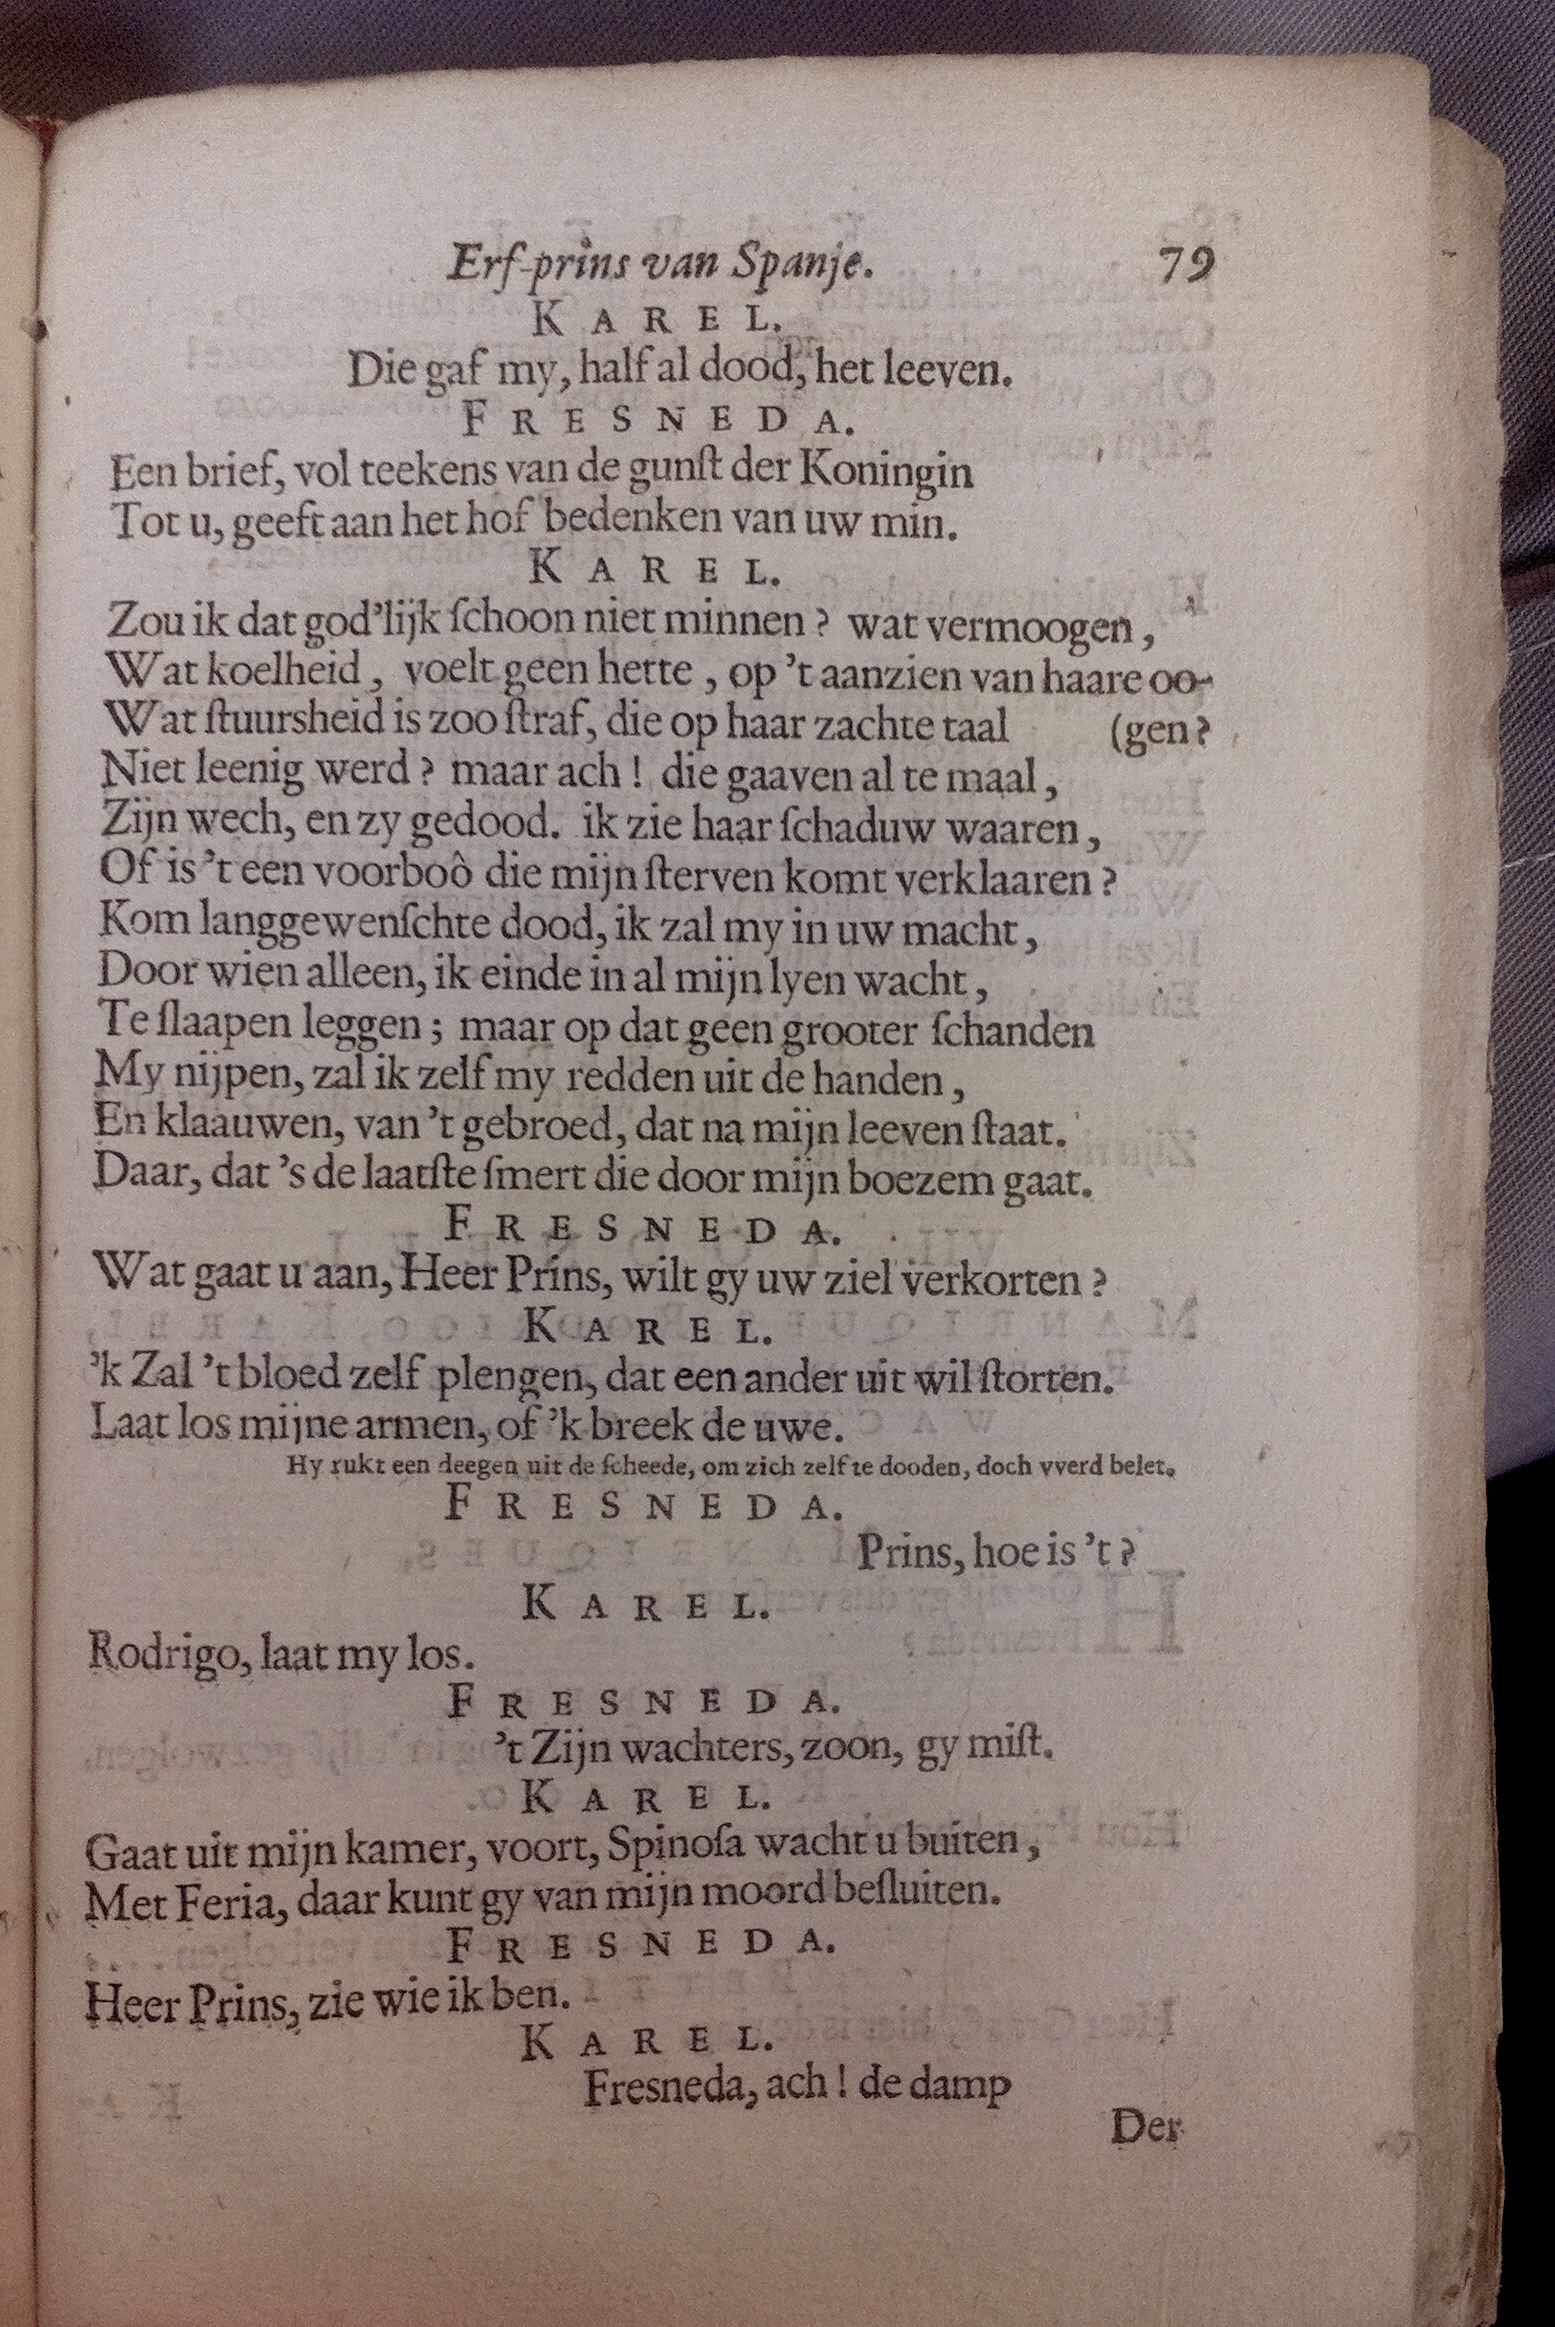 Erf-prins van Spanje. 79
KAREL.
Die gaf my, half al dood, het leeven.
FRESNEDA.
Een brief, vol teekens van de gunſt der Koningin
Tot u, geeft aan het hof bedenken van uw min.
KAREL.
Zou ik dat god'lijk ſchoon niet minnen? wat vermoogen,
Wat koelheid, voelt geen hette, op 't aanzien van haare oo-
Wat ſtuursheid is zoo ſtraf, die op haar zachte taal (gen?
Niet leenig werd? maar ach! die gaaven al te maal,
Zijn wech, en zy gedood. ik zie haar ſchaduw waaren,
Of is 't een voorboô die mijn ſterven komt verklaaren?
Kom langgewenſchte dood, ik zal my in uw macht,
Door wien alleen, ik einde in al mijn lyen wacht,
Te ſlaapen leggen; maar op dat geen grooter ſchanden
My nijpen, zal ik zelf my redden uit de handen,
En klaauwen, van 't gebroed, dat na mijn leeven ſtaat.
Daar, dat 's de laatſte ſmert die door mijn boezem gaat.
FRESNEDA.
Wat gaat u aan, Heer Prins, wilt gy uw ziel verkorten?
KAREL.
'k Zal 't bloed zelf plengen, dat een ander uit wil ſtorten.
Laat los mijne armen, of 'k breek de uwe.
Hy rukt een deegen uit de ſcheede, om zich zelf te dooden, doch vverd belet.
FRESNEDA.
Prins, hoe is 't?
KAREL.
Rodrigo, laat my los.
FRESNEDA.
't Zijn wachters, zoon, gy miſt.
KAREL.
Gaat uit mijn kamer, voort, Spinoſa wacht u buiten,
Met Feria, daar kunt gy van mijn moord beſluiten.
FRESNEDA.
Heer Prins, zie wie ik ben.
KAREL.
Fresneda, ach! de damp
Der